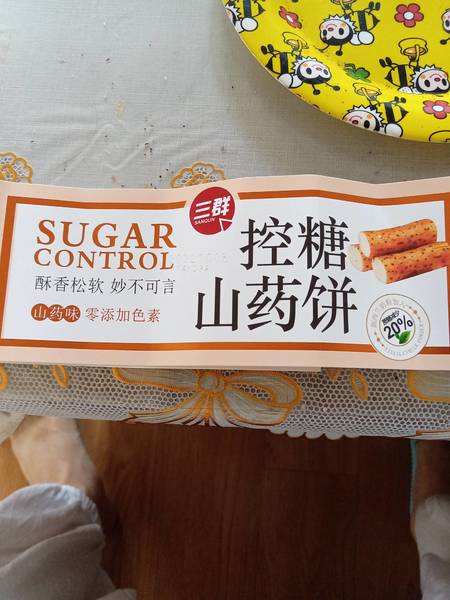 三群
SANQUN
SUGAR
CONTROL
酥香松软 妙不可言
山药味 零添加色素
控糖
山药饼
20%